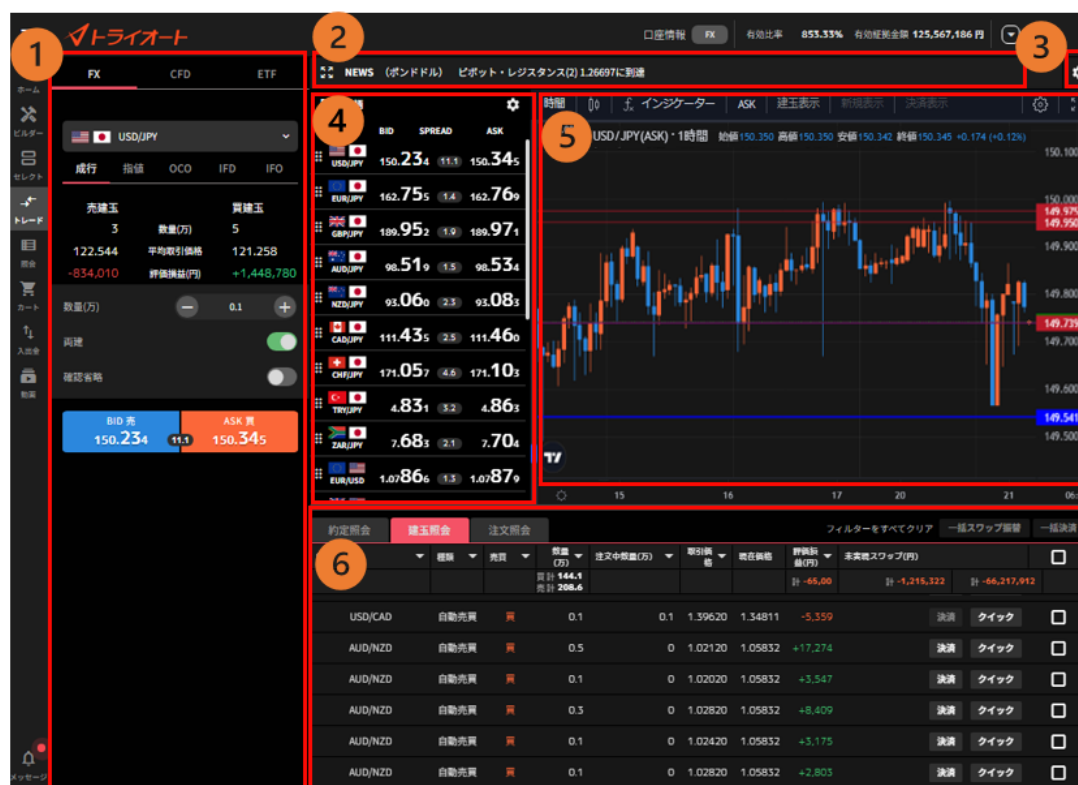 1
トライオート
2
口座情報 FX 有効比率 853.33% 有効証拠金額 125,567,186 円
3
FX CFD ETF
NEWS (ポンドドル) ピボット・レジスタンス(2) 1.26697に到達
ホーム
ビルダー
セレクト
トレード
照会
カート
入出金
動画
メッセージ
USD/JPY
成行 指値 OCO IFD IFO
売建玉 買建玉
3 数量(万) 5
122.544 平均取引価格 121.258
-834,010 評価損益(円) +1,448,780
数量(万) 0.1
両建
確認省略
BID 売 ASK 買
150.234 11.1 150.345
4
BID SPREAD ASK
USD/JPY 150.234 11.1 150.345
EUR/JPY 162.755 1.4 162.769
GBP/JPY 189.952 1.9 189.971
AUD/JPY 98.519 1.5 98.534
NZD/JPY 93.060 2.3 93.083
CAD/JPY 111.435 2.5 111.460
CHF/JPY 171.057 4.6 171.103
TRY/JPY 4.831 3.2 4.863
ZAR/JPY 7.683 2.1 7.704
EUR/USD 1.07866 1.3 1.07879
時間 インジケーター ASK 建玉表示 新規表示 決済表示
5
USD/JPY(ASK)・1時間 始値150.350 高値150.350 安値150.342 終値150.345 +0.174 (+0.12%)
150.100
150.000
149.975
149.950
149.900
149.800
149.739
149.700
149.600
149.541
149.500
15 16 17 20 21 06:
約定照会 建玉照会 注文照会 フィルターをすべてクリア 一括スワップ振替 一括決済
6
種類 売買 数量(万) 注文中数量(万) 取引価格 現在価格 評価損益(円) 未実現スワップ(円)
買計 144.1
売計 208.6
計 -65,00 計 -1,215,322 計 -66,217,912
USD/CAD 自動売買 買 0.1 0.1 1.39620 1.34811 -5,359 決済 クイック
AUD/NZD 自動売買 買 0.5 0 1.02120 1.05832 +17,274 決済 クイック
AUD/NZD 自動売買 買 0.1 0 1.02020 1.05832 +3,547 決済 クイック
AUD/NZD 自動売買 買 0.3 0 1.02820 1.05832 +8,409 決済 クイック
AUD/NZD 自動売買 買 0.1 0 1.02420 1.05832 +3,175 決済 クイック
AUD/NZD 自動売買 買 0.1 0 1.02820 1.05832 +2,803 決済 クイック